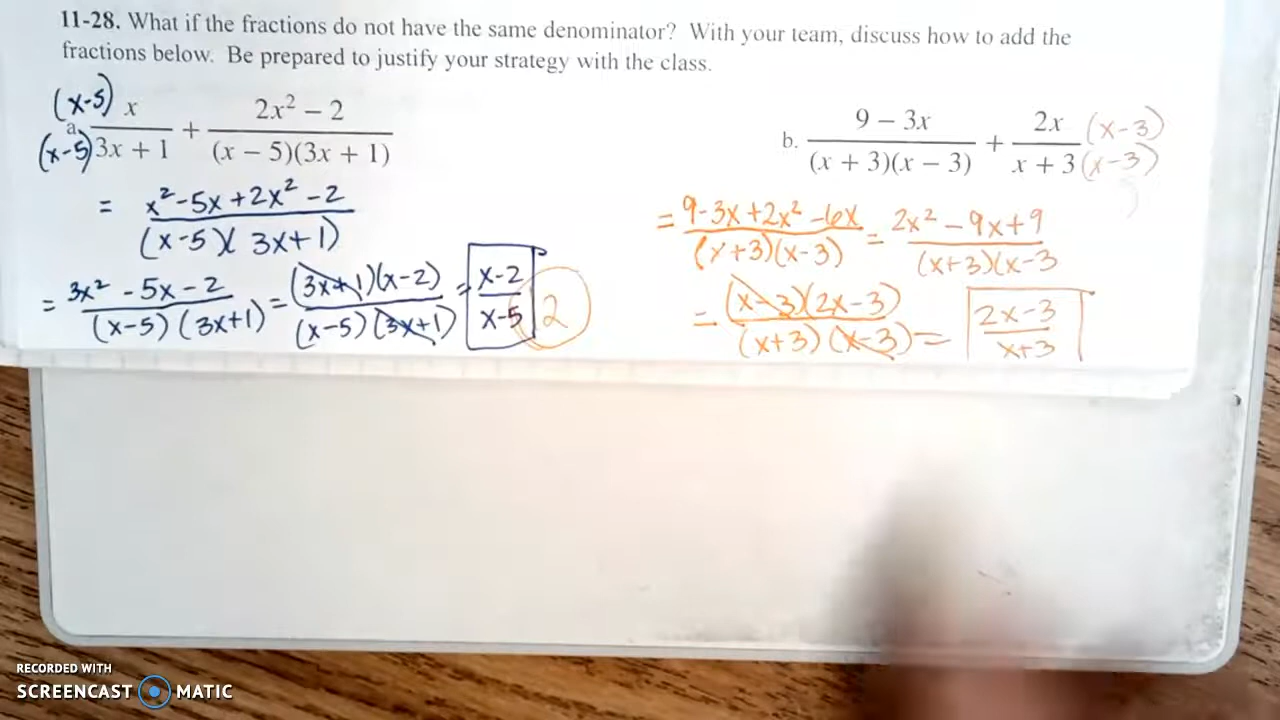 11-28. What if the fractions do not have the same denominator? With your team, discuss how to add the
fractions below. Be prepared to justify your strategy with the class.
a. (x-5)x/(x-5)3x + 1 + 2x² − 2/(x − 5)(3x + 1)
= x²-5x+2x²-2/(x-5)(3x+1)
= 3x²-5x-2/(x-5)(3x+1) = (3x+1)(x-2)/(x-5)(3x+1) = x-2/x-5
2
b. 9 − 3x/(x + 3)(x − 3) + 2x(x-3)/x + 3(x-3)
= 9-3x+2x²-6x/(x+3)(x-3) = 2x²-9x+9/(x+3)(x-3
= (x-3)(2x-3)/(x+3)(x-3) = 2x-3/x+3
RECORDED WITH
SCREENCAST MATIC